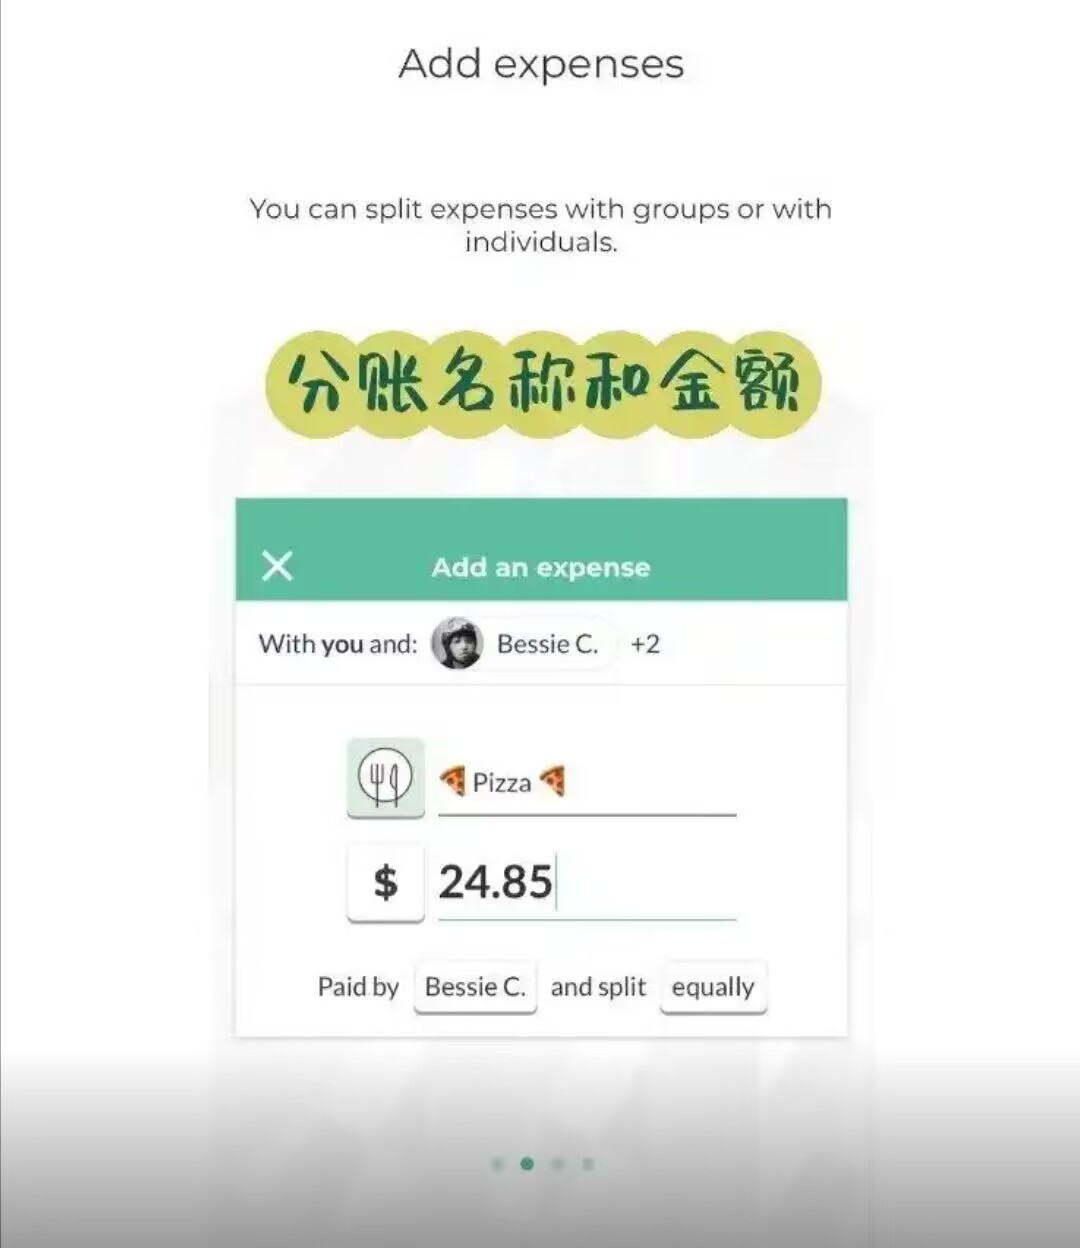 Add expenses
You can split expenses with groups or with
individuals.
分账名称和金额
Add an expense
With you and: Bessie C. +2
🍕 Pizza 🍕
$ 24.85
Paid by Bessie C. and split equally